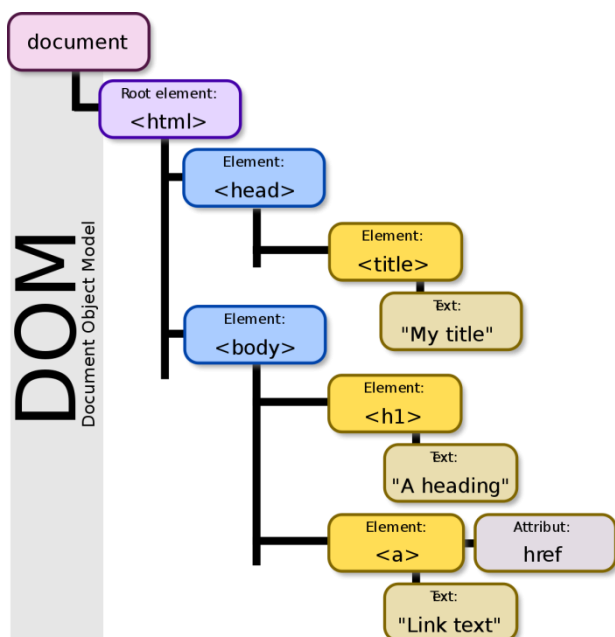 document
Root element:
<html>
Element:
<head>
Element:
<title>
Text:
"My title"
Element:
<body>
Element:
<h1>
Text:
"A heading"
Element:
<a>
Attribut:
href
Text:
"Link text"
DOM
Document Object Model